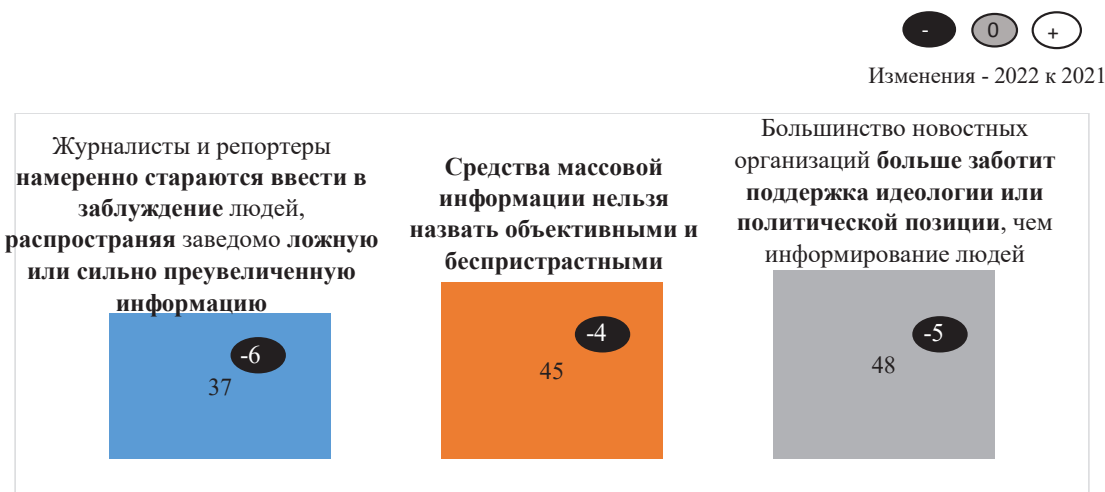 - 0 +
Изменения - 2022 к 2021
Журналисты и репортеры
намеренно стараются ввести в
заблуждение людей,
распространяя заведомо ложную
или сильно преувеличенную
информацию
-6
37
Средства массовой
информации нельзя
назвать объективными и
беспристрастными
-4
45
Большинство новостных
организаций больше заботит
поддержка идеологии или
политической позиции, чем
информирование людей
-5
48